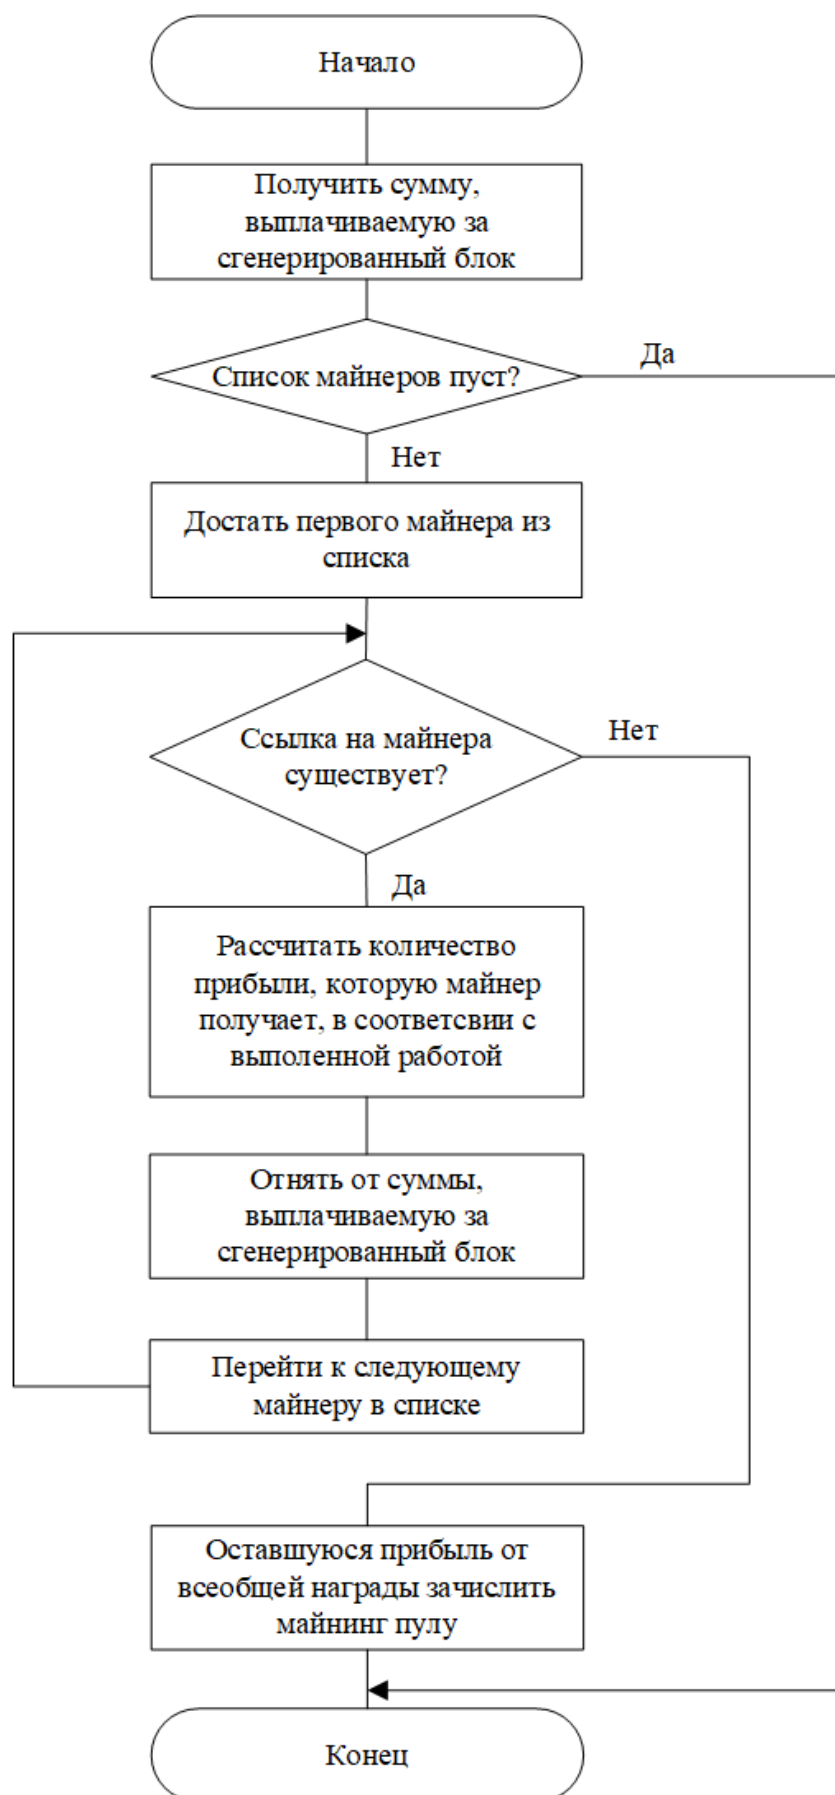 Начало
Получить сумму,
выплачиваемую за
сгенерированный блок
Список майнеров пуст?
Да
Нет
Достать первого майнера из
списка
Ссылка на майнера
существует?
Нет
Да
Рассчитать количество
прибыли, которую майнер
получает, в соответсвии с
выполенной работой
Отнять от суммы,
выплачиваемую за
сгенерированный блок
Перейти к следующему
майнеру в списке
Оставшуюся прибыль от
всеобщей награды зачислить
майнинг пулу
Конец